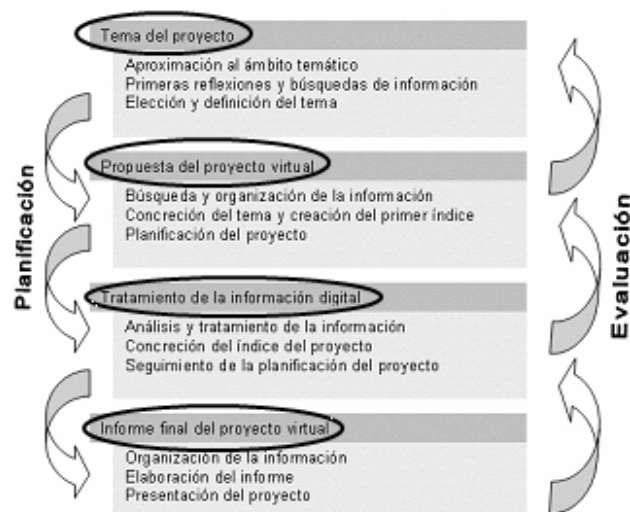 Tema del proyecto
Aproximación al ámbito temático
Primeras reflexiones y búsquedas de información
Elección y definición del tema
Propuesta del proyecto virtual
Búsqueda y organización de la información
Concreción del tema y creación del primer índice
Planificación del proyecto
Tratamiento de la información digital
Análisis y tratamiento de la información
Concreción del índice del proyecto
Seguimiento de la planificación del proyecto
Informe final del proyecto virtual
Organización de la información
Elaboración del informe
Presentación del proyecto
Planificación
Evaluación